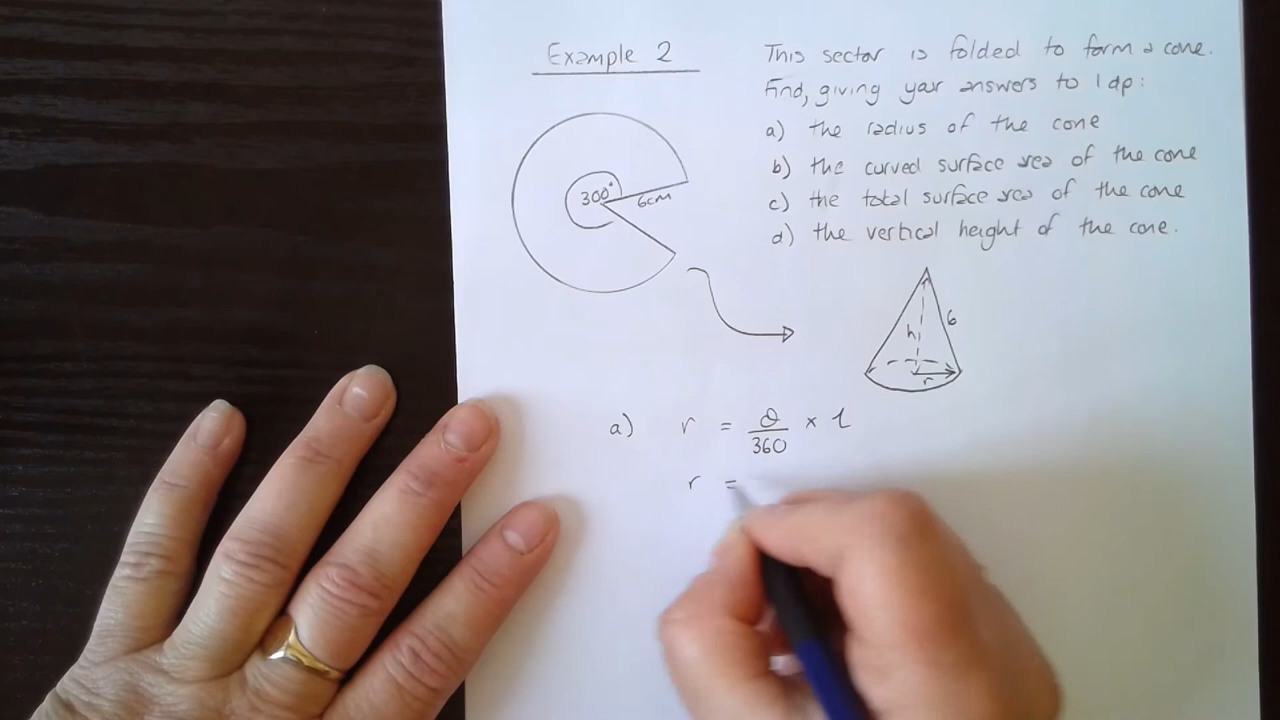 Example 2
This sector is folded to form a cone.
Find, giving your answers to 1dp:
a) the radius of the cone
b) the curved surface area of the cone
c) the total surface area of the cone
d) the vertical height of the cone.
300°
6cm
h
6
r
a) r = θ/360 × l
r =